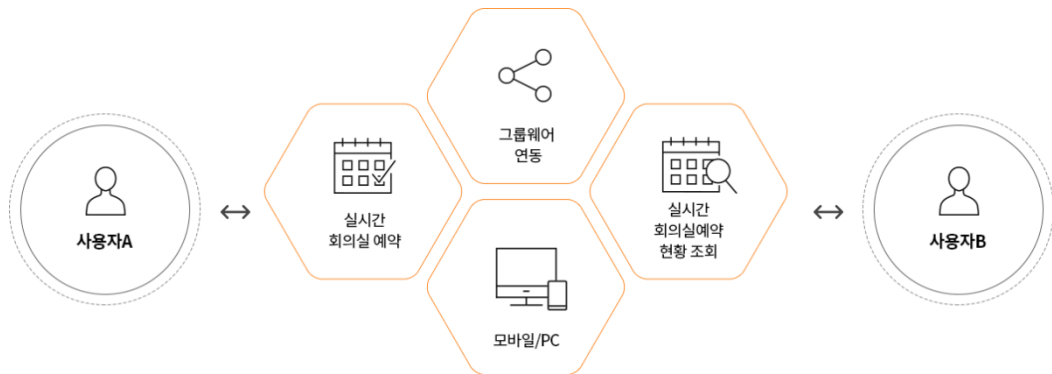 사용자A
실시간
회의실 예약
그룹웨어
연동
모바일/PC
실시간
회의실예약
현황 조회
사용자B